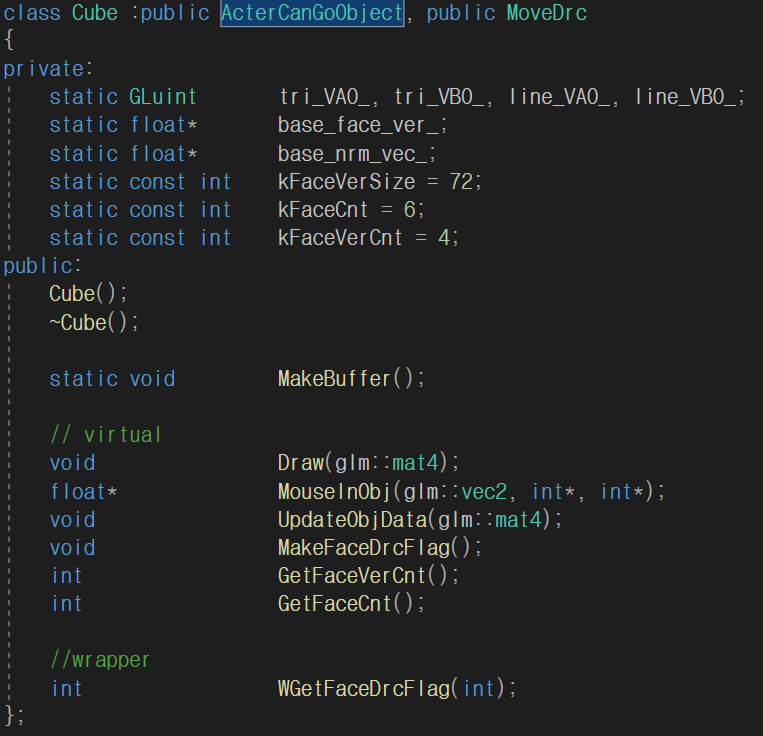 class Cube :public ActerCanGoObject, public MoveDrc
{
private:
    static GLuint       tri_VAO_, tri_VBO_, line_VAO_, line_VBO_;
    static float*       base_face_ver_;
    static float*       base_nrm_vec_;
    static const int    kFaceVerSize = 72;
    static const int    kFaceCnt = 6;
    static const int    kFaceVerCnt = 4;
public:
    Cube();
    ~Cube();
    static void         MakeBuffer();
    // virtual
    void                Draw(glm::mat4);
    float*              MouseInObj(glm::vec2, int*, int*);
    void                UpdateObjData(glm::mat4);
    void                MakeFaceDrcFlag();
    int                 GetFaceVerCnt();
    int                 GetFaceCnt();
    //wrapper
    int                 WGetFaceDrcFlag(int);
};